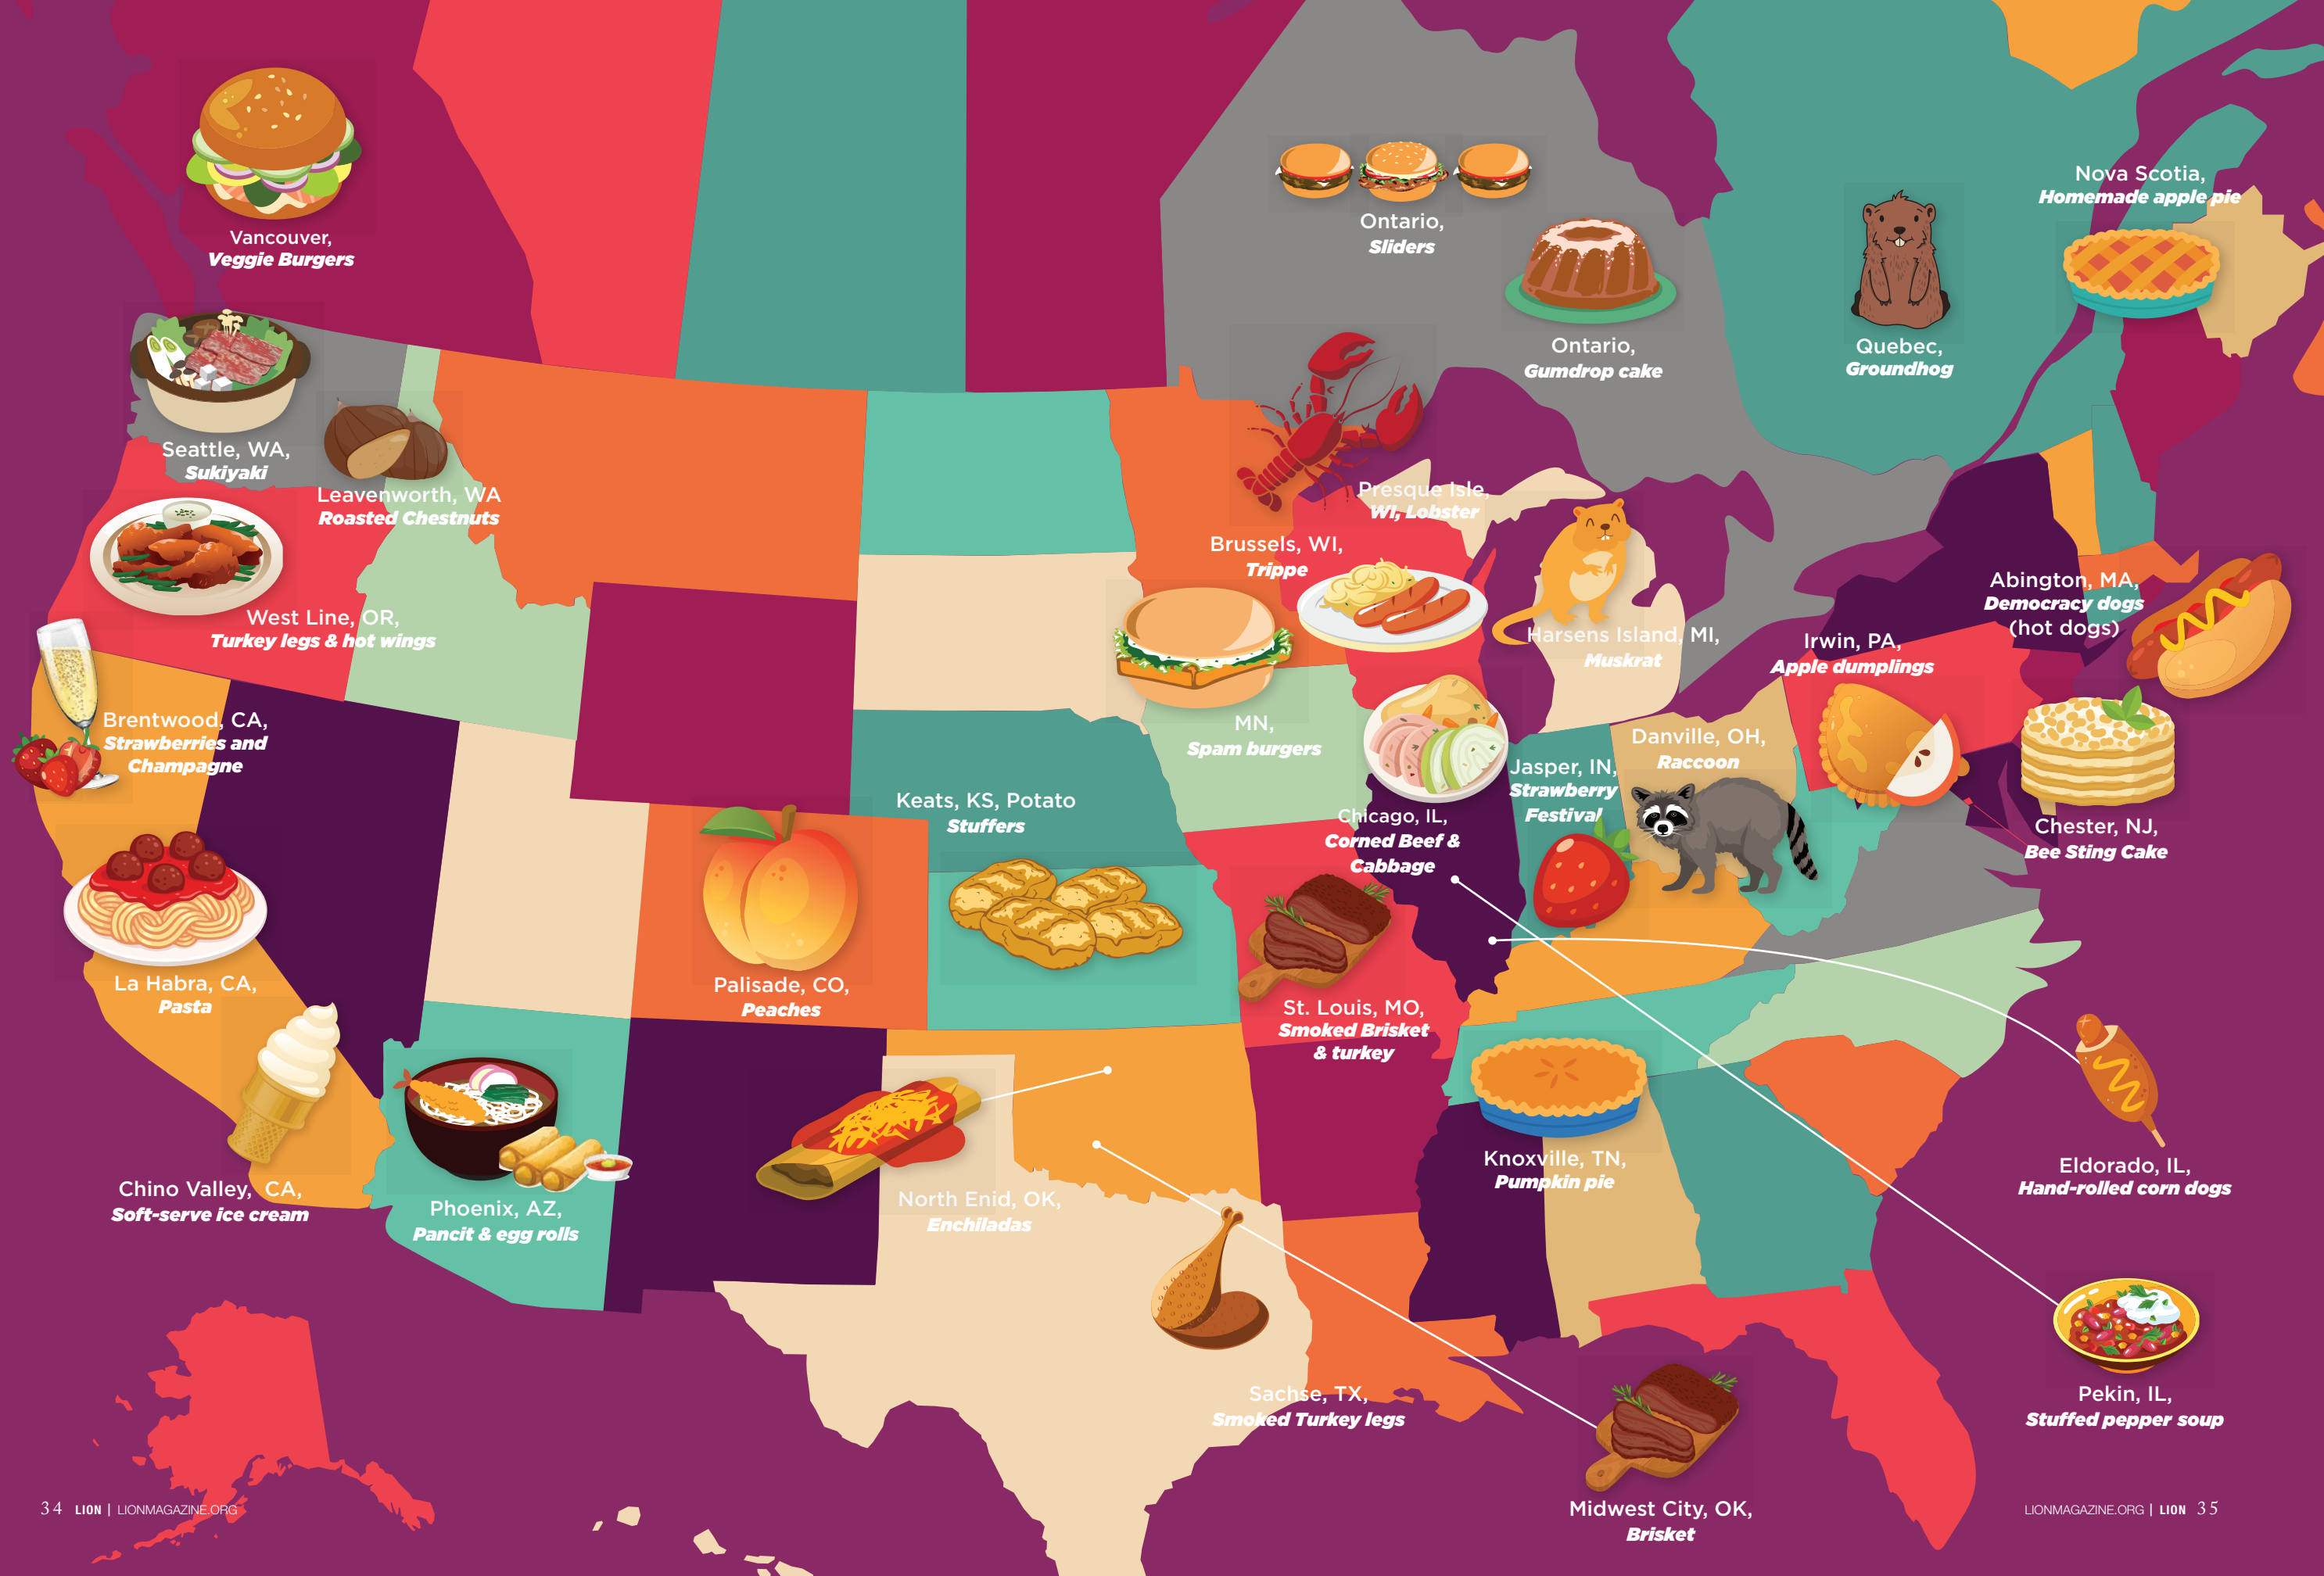 Vancouver,
Veggie Burgers
Ontario,
Sliders
Ontario,
Gumdrop cake
Quebec,
Groundhog
Nova Scotia,
Homemade apple pie
Seattle, WA,
Sukiyaki
Leavenworth, WA
Roasted Chestnuts
West Line, OR,
Turkey legs & hot wings
Presque Isle,
WI, Lobster
Brussels, WI,
Trippe
Harsens Island, MI,
Muskrat
Irwin, PA,
Apple dumplings
Abington, MA,
Democracy dogs
(hot dogs)
Brentwood, CA,
Strawberries and
Champagne
MN,
Spam burgers
Keats, KS, Potato
Stuffers
Chicago, IL,
Corned Beef &
Cabbage
Jasper, IN,
Strawberry
Festival
Danville, OH,
Raccoon
Chester, NJ,
Bee Sting Cake
La Habra, CA,
Pasta
Palisade, CO,
Peaches
St. Louis, MO,
Smoked Brisket
& turkey
Chino Valley, CA,
Soft-serve ice cream
Phoenix, AZ,
Pancit & egg rolls
North Enid, OK,
Enchiladas
Knoxville, TN,
Pumpkin pie
Eldorado, IL,
Hand-rolled corn dogs
Sachse, TX,
Smoked Turkey legs
Pekin, IL,
Stuffed pepper soup
Midwest City, OK,
Brisket
34 LION | LIONMAGAZINE.ORG
LIONMAGAZINE.ORG | LION 35